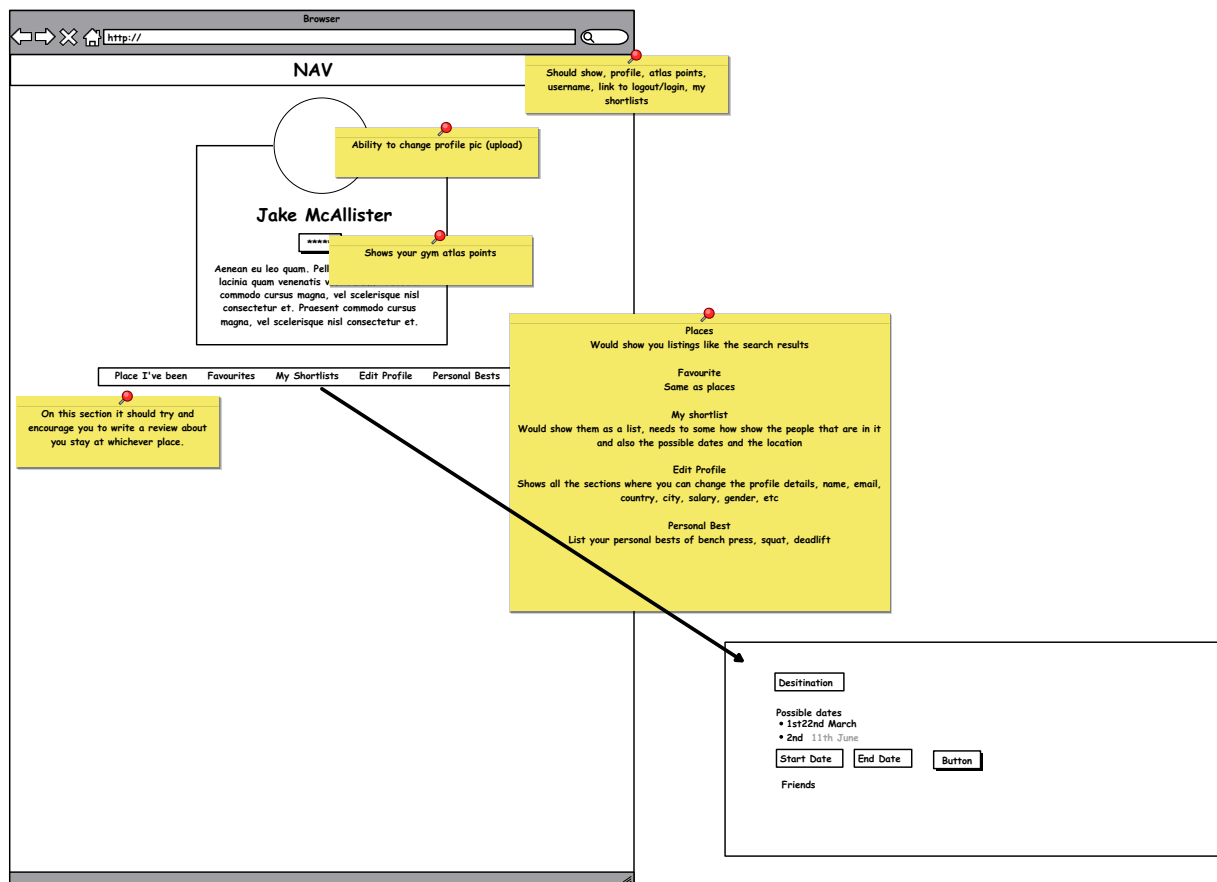 Browser
http://
NAV
Should show, profile, atlas points,
username, link to logout/login, my
shortlists
Ability to change profile pic (upload)
Jake McAllister
****
Shows your gym atlas points
Aenean eu leo quam. Pell
lacinia quam venenatis v
commodo cursus magna, vel scelerisque nisl
consectetur et. Praesent commodo cursus
magna, vel scelerisque nisl consectetur et.
Place I've been Favourites My Shortlists Edit Profile Personal Bests
On this section it should try and
encourage you to write a review about
you stay at whichever place.
Places
Would show you listings like the search results
Favourite
Same as places
My shortlist
Would show them as a list, needs to some how show the people that are in it
and also the possible dates and the location
Edit Profile
Shows all the sections where you can change the profile details, name, email,
country, city, salary, gender, etc
Personal Best
List your personal bests of bench press, squat, deadlift
Desitination
Possible dates
• 1st22nd March
• 2nd 11th June
Start Date End Date Button
Friends